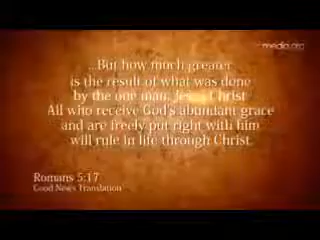 media.org
...But how much greater
is the result of what was done
by the one man, Jesus Christ
All who receive God's abundant grace
and are freely put right with him
will rule in life through Christ.
Romans 5:17
Good News Translation